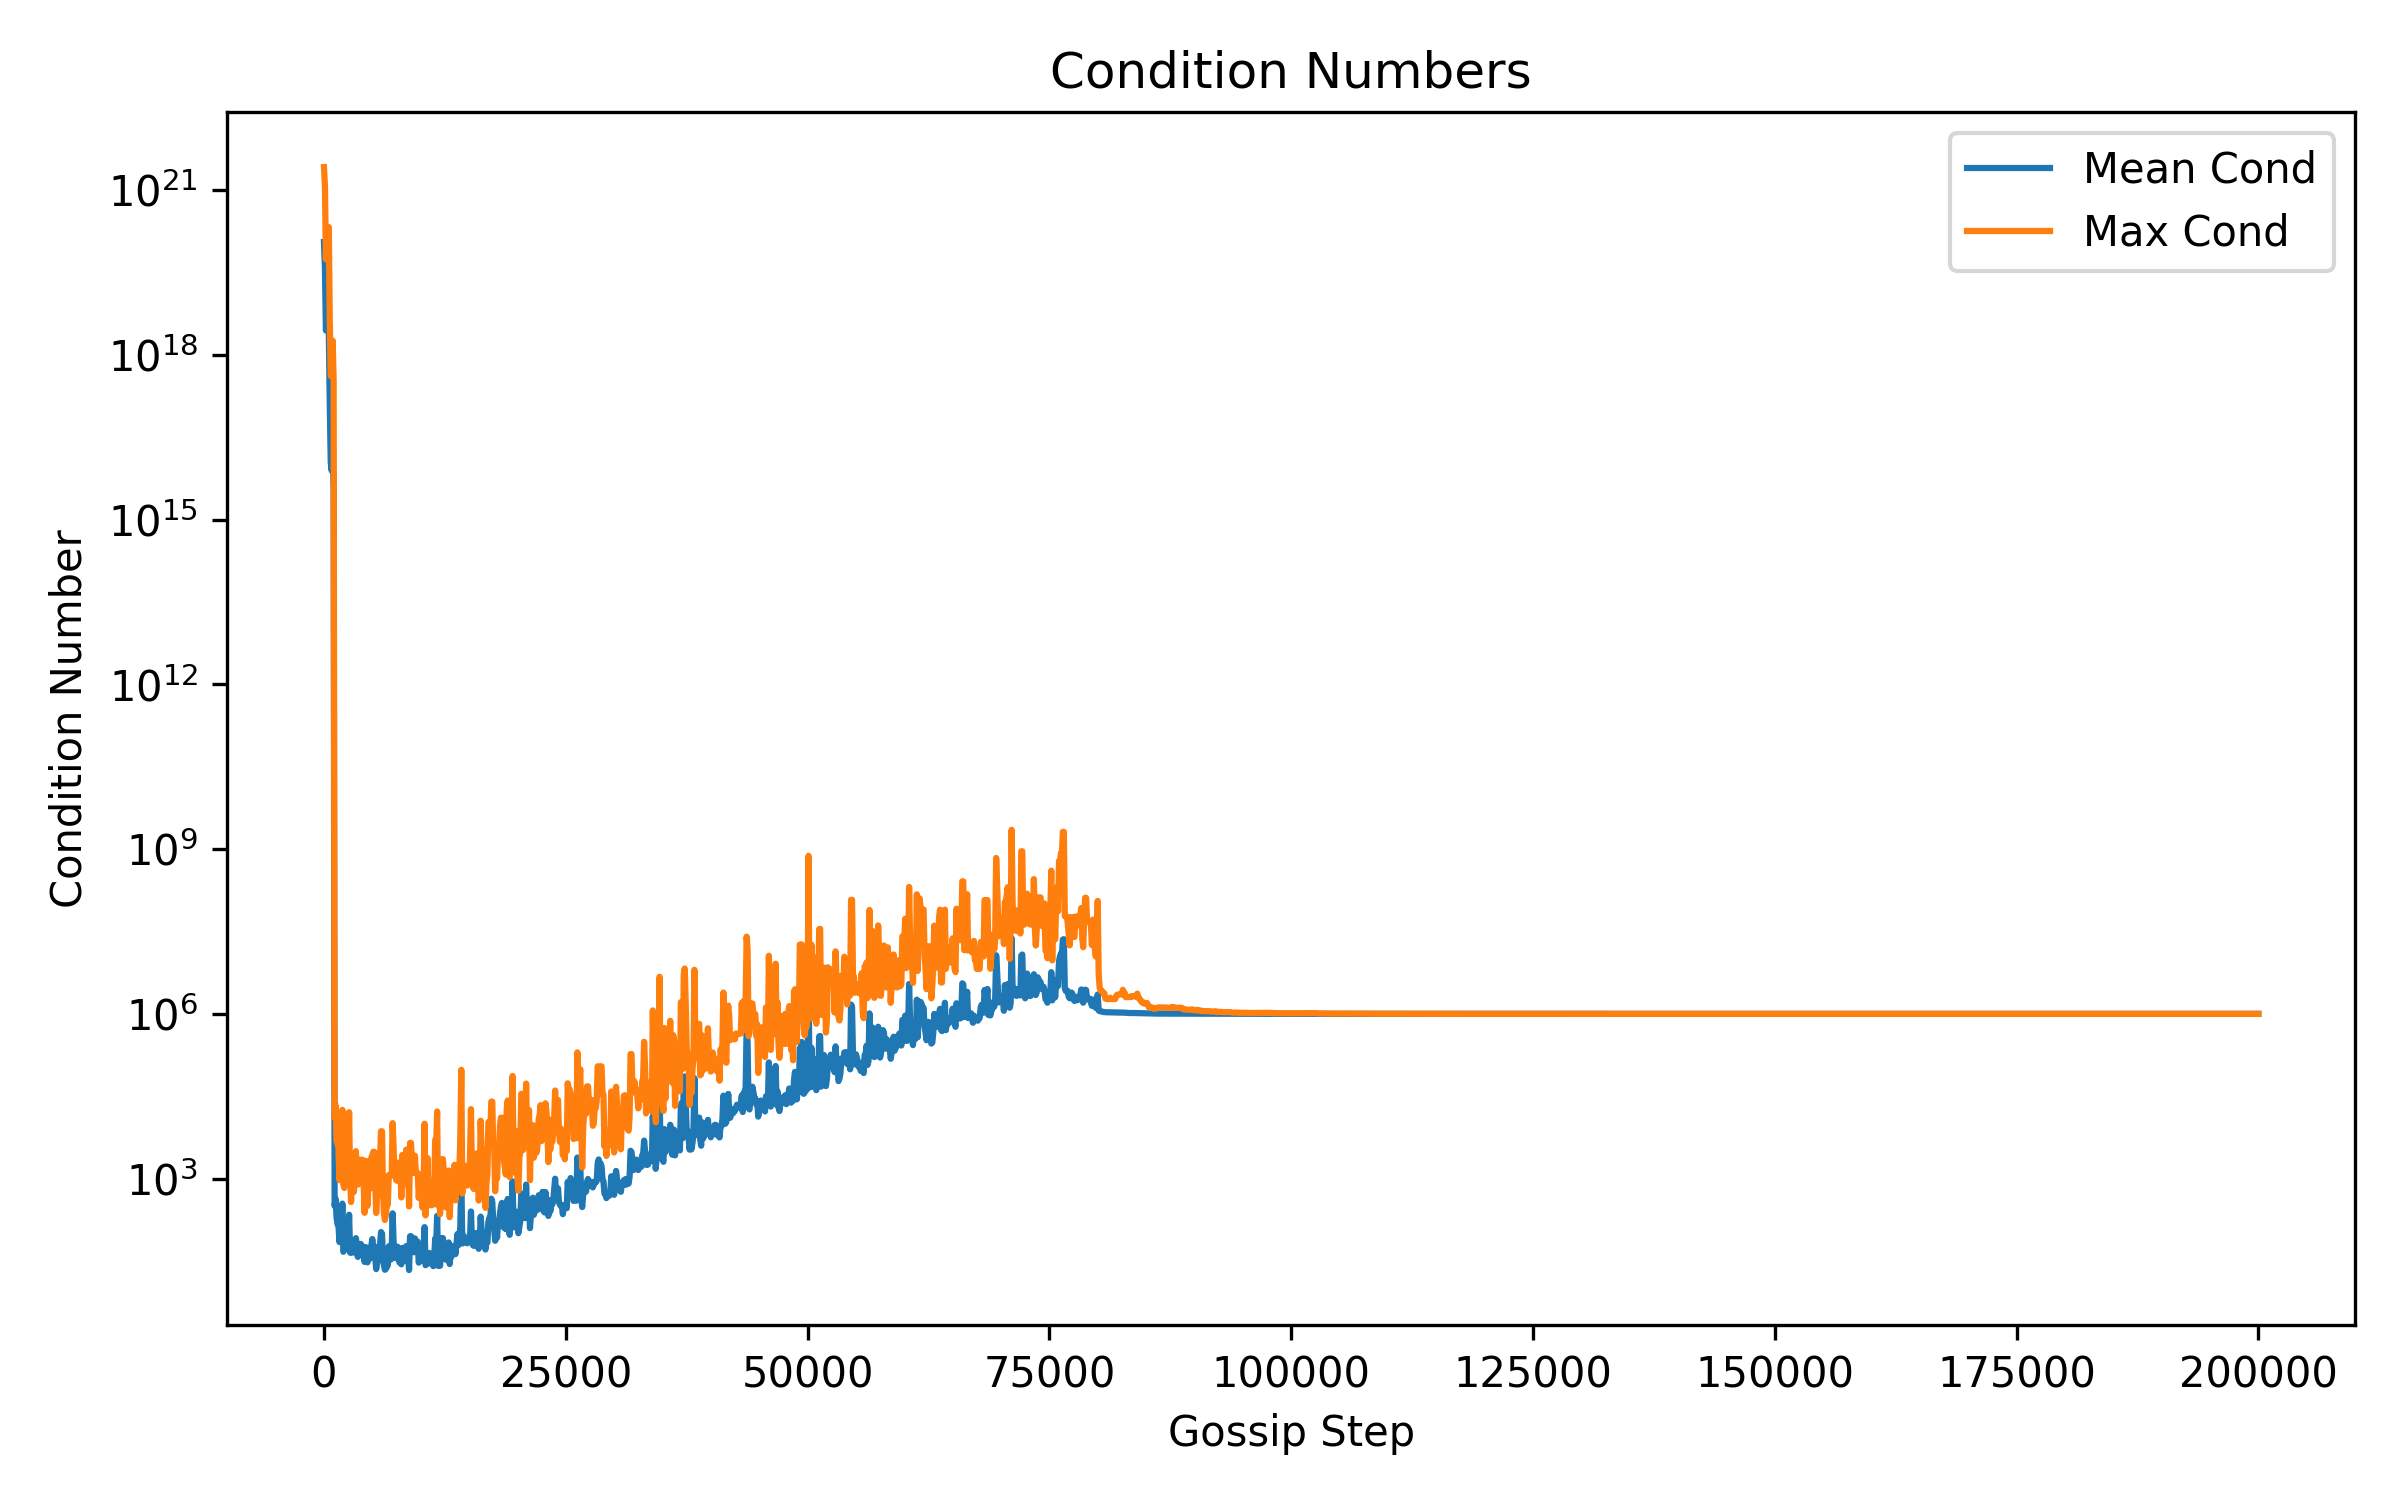 Condition Numbers
Mean Cond
Max Cond
Condition Number
10²¹
10¹⁸
10¹⁵
10¹²
10⁹
10⁶
10³
0 25000 50000 75000 100000 125000 150000 175000 200000
Gossip Step